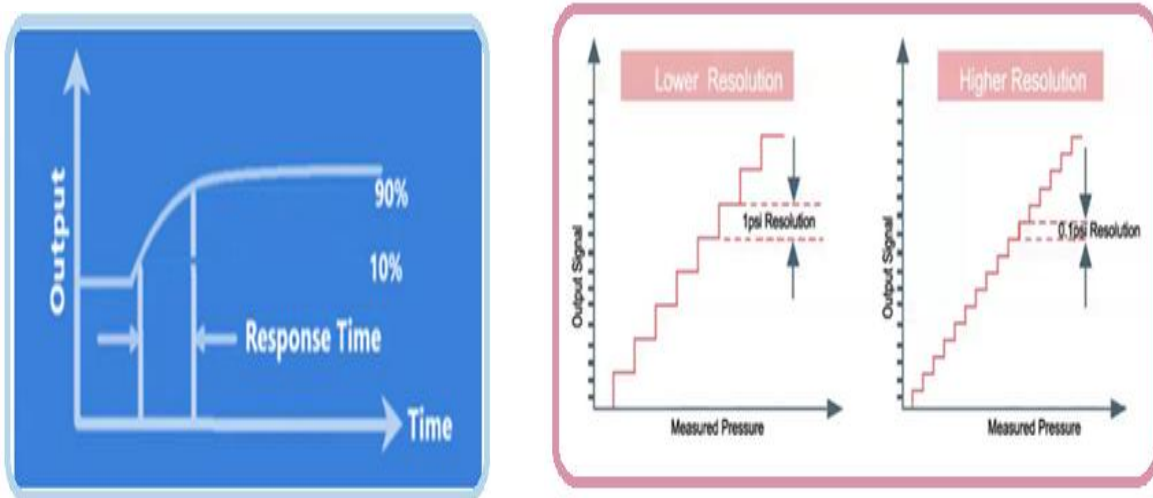 Output
90%
10%
Response Time
Time
Lower Resolution
1psi Resolution
Output Signal
Measured Pressure
Higher Resolution
0.1psi Resolution
Output Signal
Measured Pressure